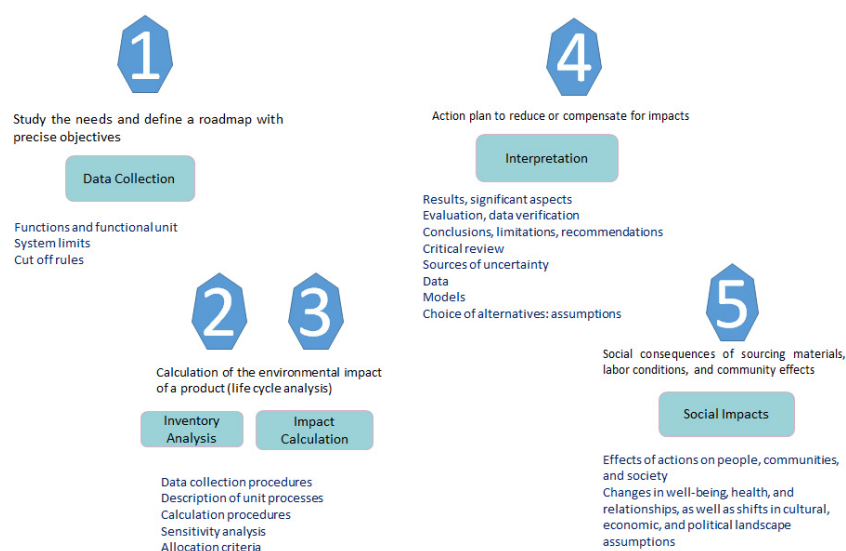 1
Study the needs and define a roadmap with
precise objectives
Data Collection
Functions and functional unit
System limits
Cut off rules
2
3
Calculation of the environmental impact
of a product (life cycle analysis)
Inventory
Analysis
Impact
Calculation
Data collection procedures
Description of unit processes
Calculation procedures
Sensitivity analysis
Allocation criteria
4
Action plan to reduce or compensate for impacts
Interpretation
Results, significant aspects
Evaluation, data verification
Conclusions, limitations, recommendations
Critical review
Sources of uncertainty
Data
Models
Choice of alternatives: assumptions
5
Social consequences of sourcing materials,
labor conditions, and community effects
Social Impacts
Effects of actions on people, communities,
and society
Changes in well-being, health, and
relationships, as well as shifts in cultural,
economic, and political landscape
assumptions